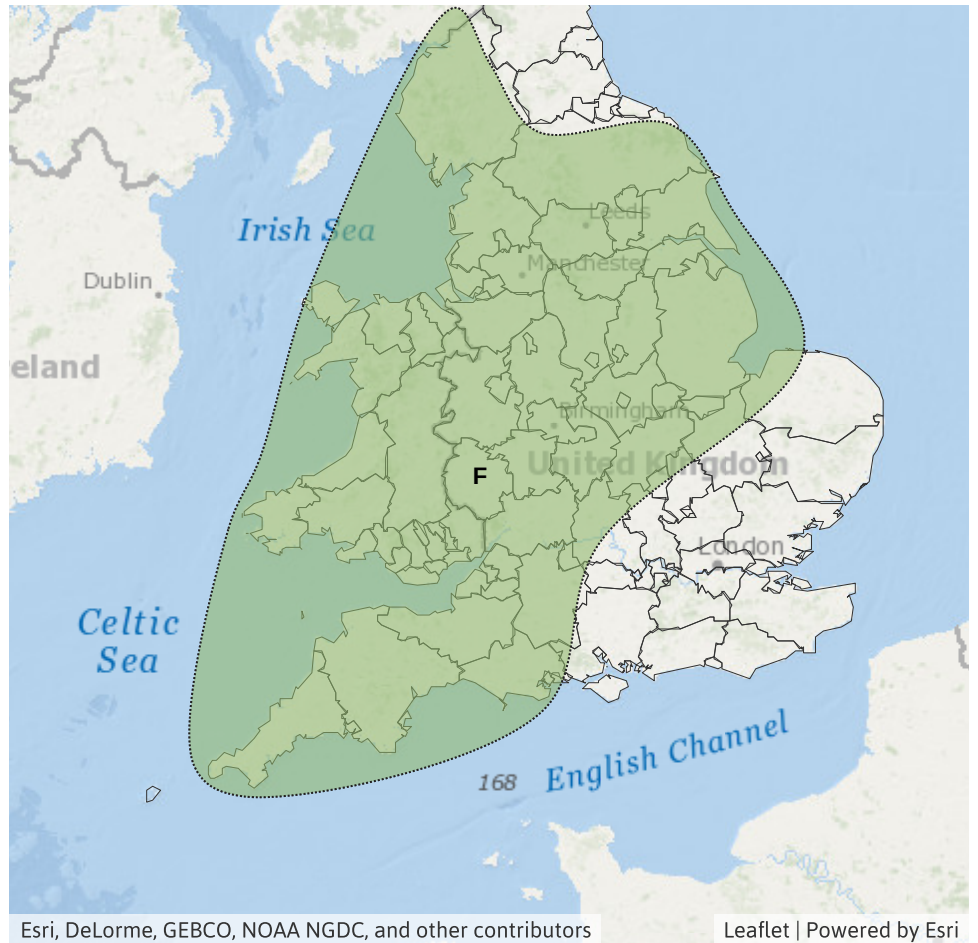 Leeds
Irish Sea
Manchester
Dublin
eland
Birmingham
United Kingdom
F
London
Celtic
Sea
English Channel
168
Esri, DeLorme, GEBCO, NOAA NGDC, and other contributors
Leaflet | Powered by Esri